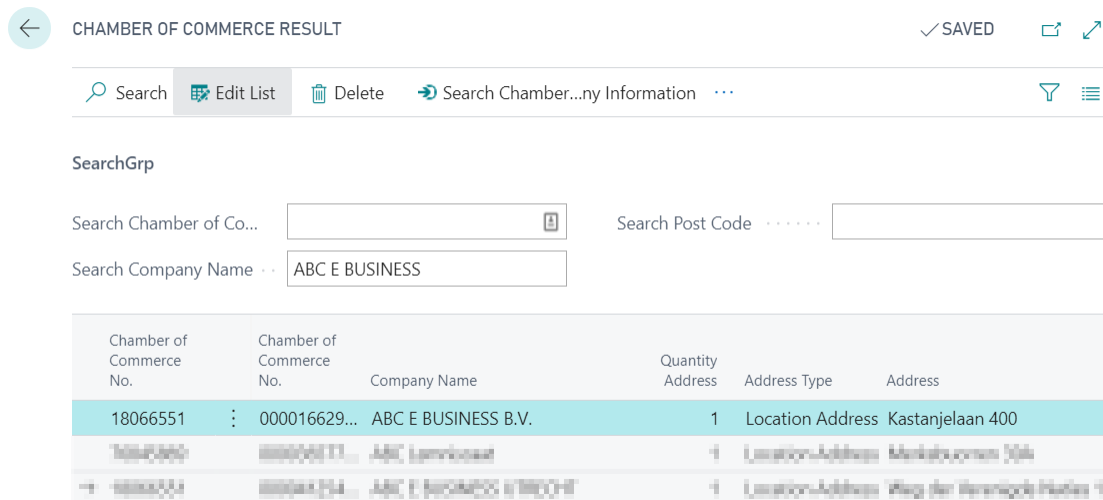 CHAMBER OF COMMERCE RESULT
SAVED
Search Edit List Delete Search Chamber...ny Information ...
SearchGrp
Search Chamber of Co... Search Post Code
Search Company Name ABC E BUSINESS
Chamber of Commerce No. Chamber of Commerce No. Company Name Quantity Address Address Type Address
18066551 000016629... ABC E BUSINESS B.V. 1 Location Address Kastanjelaan 400